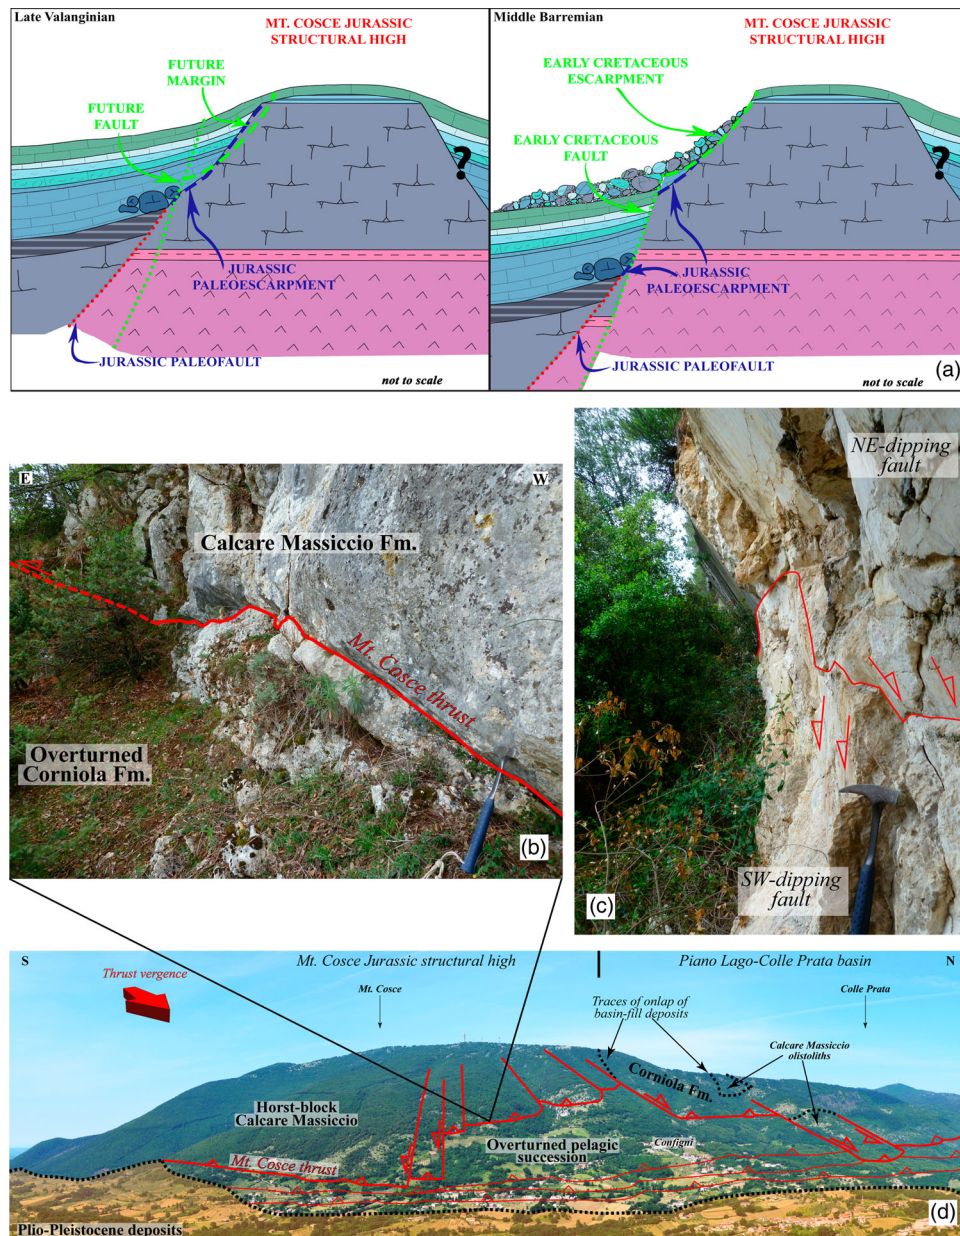 Late Valanginian
MT. COSCE JURASSIC
STRUCTURAL HIGH
FUTURE
MARGIN
FUTURE
FAULT
?
JURASSIC
PALEOESCARPMENT
JURASSIC PALEOFAULT
not to scale
Middle Barremian
MT. COSCE JURASSIC
STRUCTURAL HIGH
EARLY CRETACEOUS
ESCARPMENT
EARLY CRETACEOUS
FAULT
?
JURASSIC
PALEOESCARPMENT
JURASSIC PALEOFAULT
(a)
not to scale
E
W
Calcare Massiccio Fm.
Mt. Cosce thrust
Overturned
Corniola Fm.
(b)
NE-dipping
fault
SW-dipping
fault
(c)
S
N
Thrust vergence
Mt. Cosce Jurassic structural high
Piano Lago-Colle Prata basin
Mt. Cosce
Colle Prata
Traces of onlap of
basin-fill deposits
Calcare Massiccio
olistoliths
Corniola Fm.
Horst-block
Calcare Massiccio
Overturned pelagic
succession
Configni
Mt. Cosce thrust
Plio-Pleistocene deposits
(d)